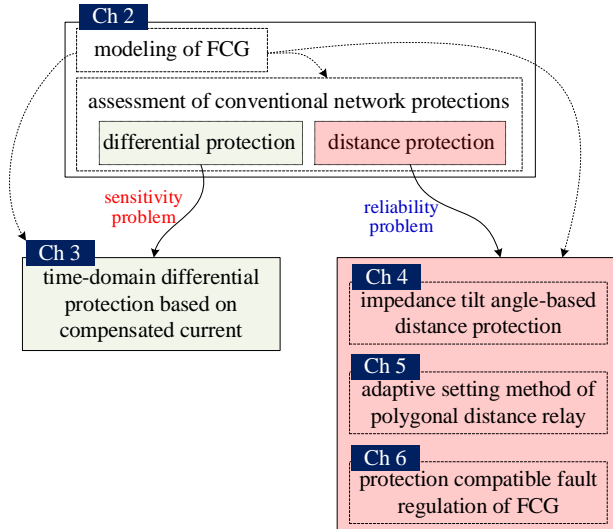 Ch 2
modeling of FCG
assessment of conventional network protections
differential protection
distance protection
sensitivity
problem
reliability
problem
Ch 3
time-domain differential
protection based on
compensated current
Ch 4
impedance tilt angle-based
distance protection
Ch 5
adaptive setting method of
polygonal distance relay
Ch 6
protection compatible fault
regulation of FCG